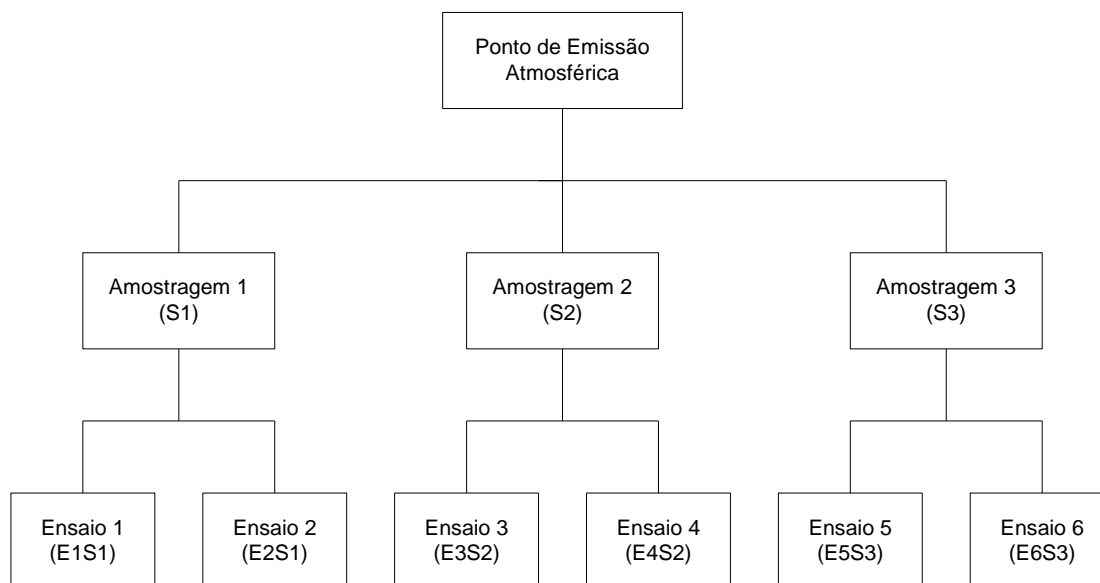 Ponto de Emissão
Atmosférica
Amostragem 1
(S1)
Amostragem 2
(S2)
Amostragem 3
(S3)
Ensaio 1
(E1S1)
Ensaio 2
(E2S1)
Ensaio 3
(E3S2)
Ensaio 4
(E4S2)
Ensaio 5
(E5S3)
Ensaio 6
(E6S3)